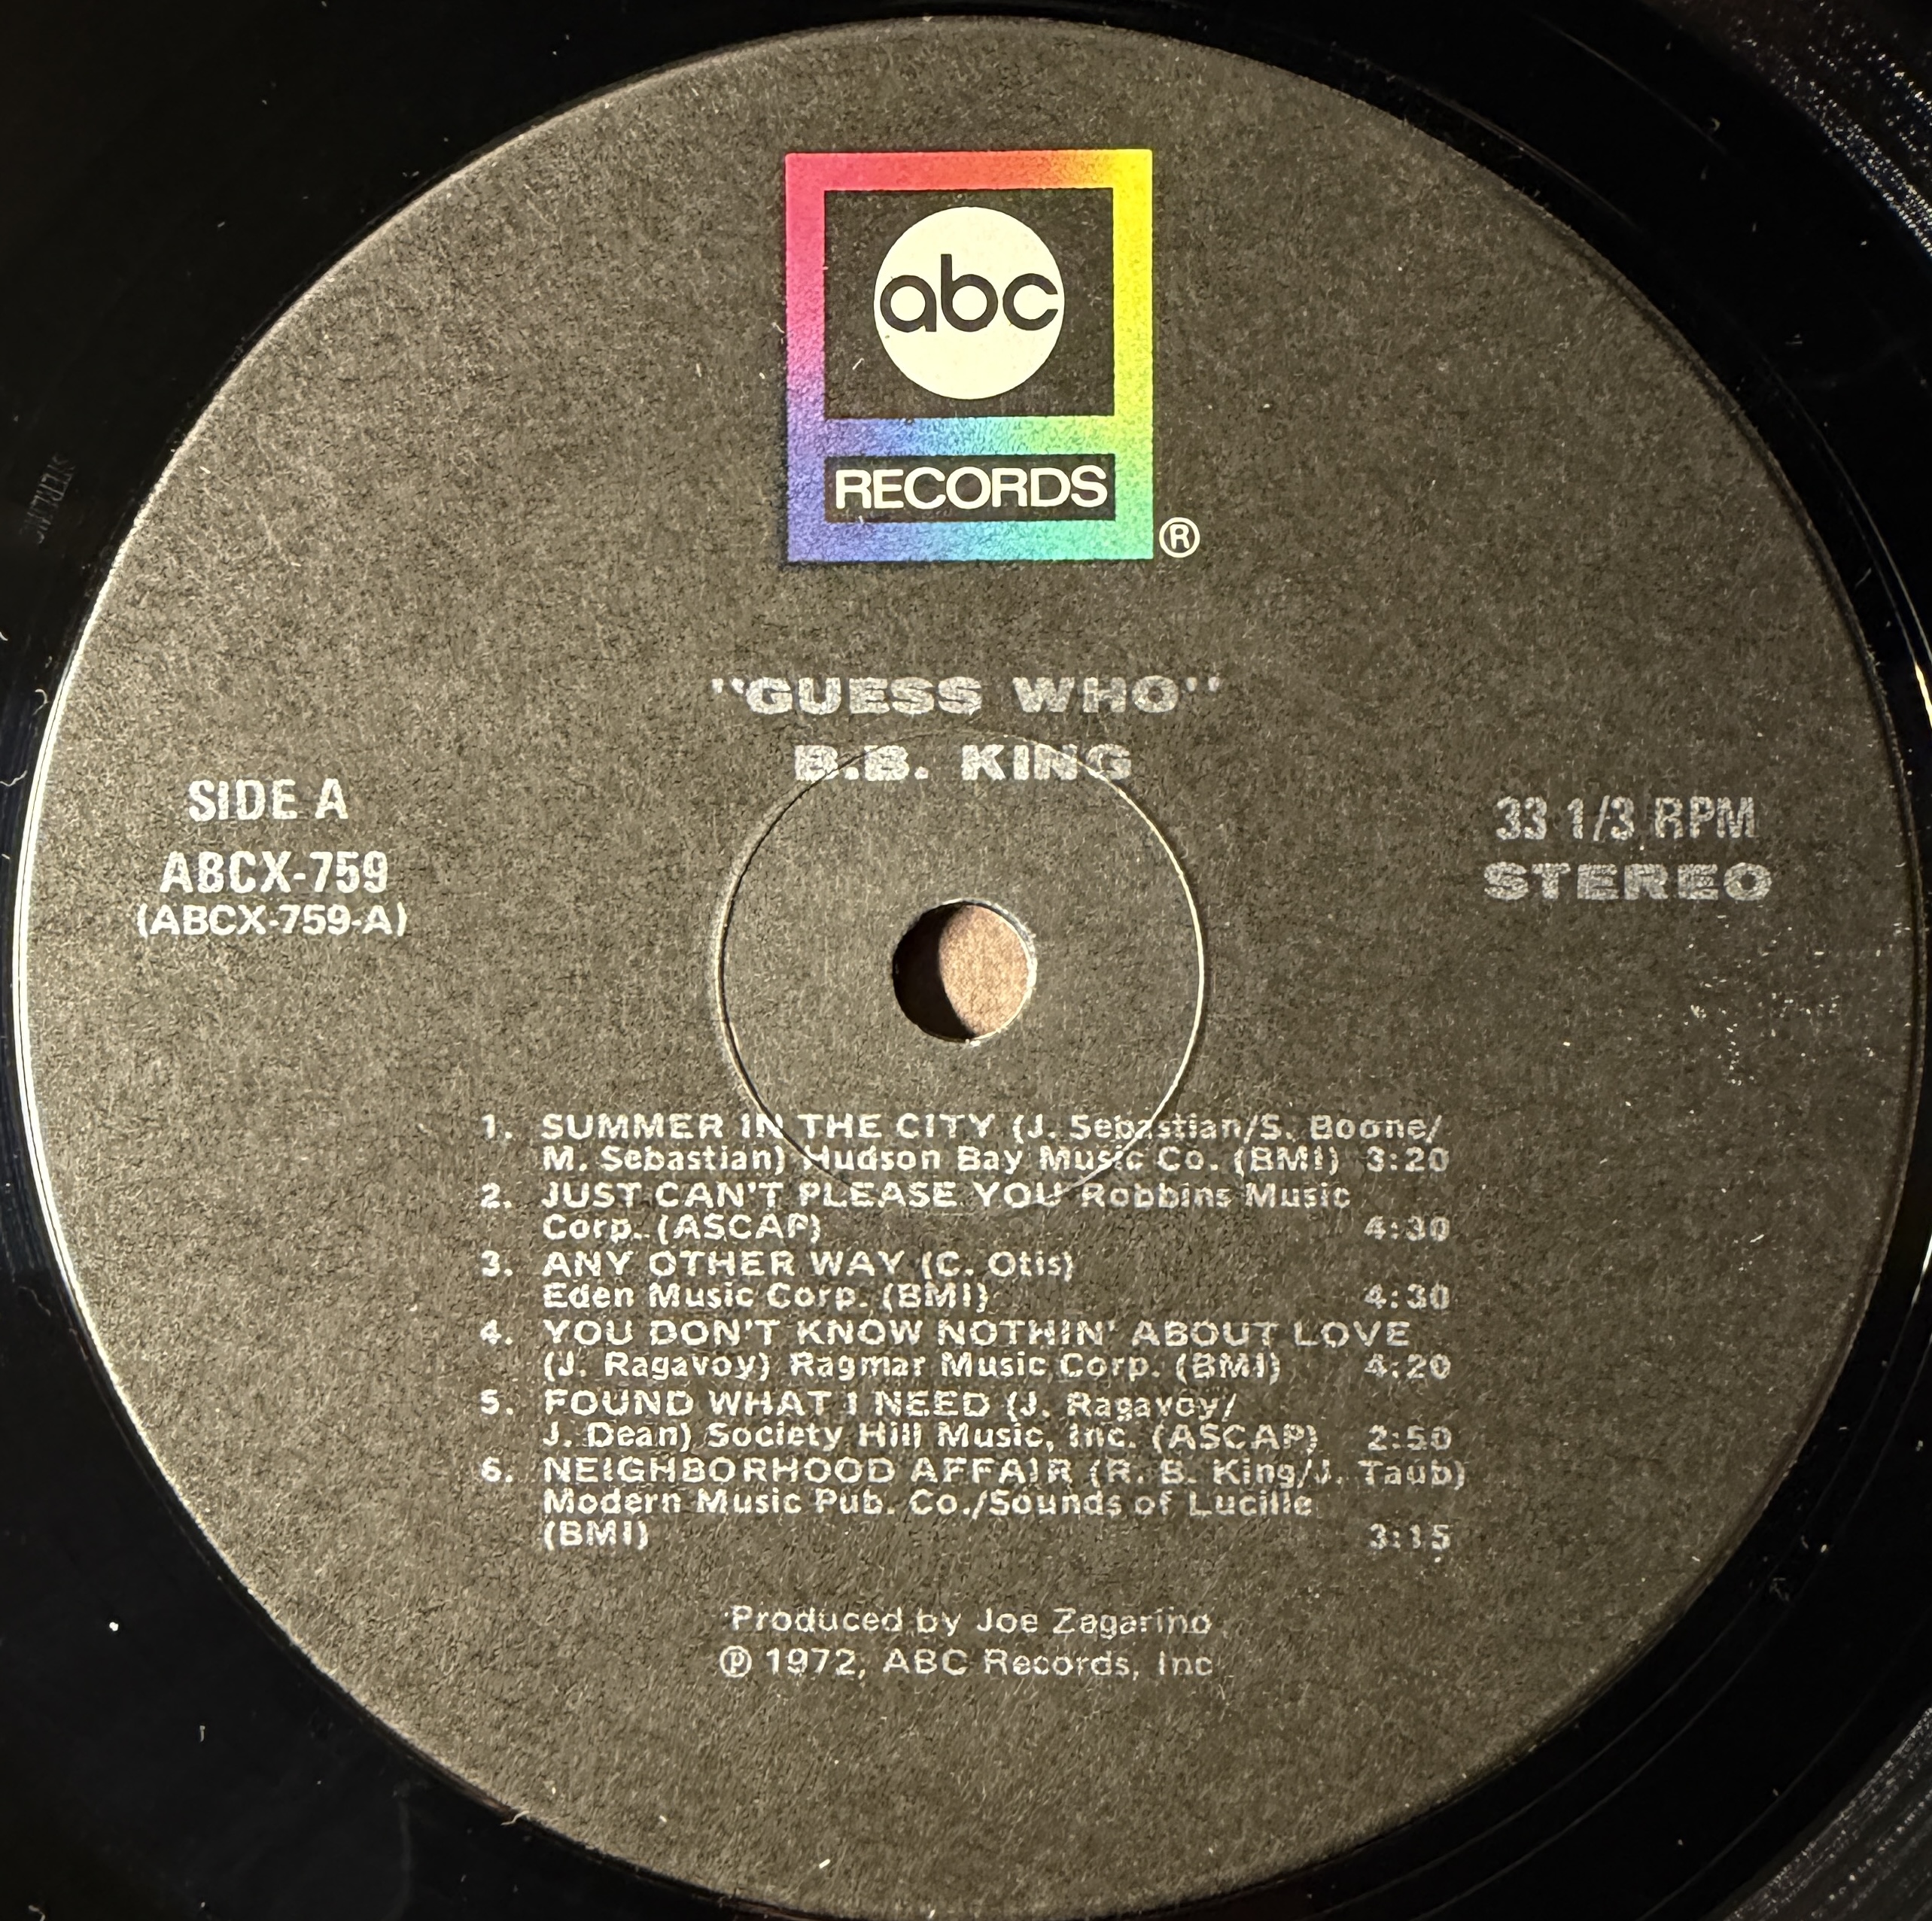 abc
RECORDS
®
"GUESS WHO"
B.B. KING
SIDE A
ABCX-759
(ABCX-759-A)
33 1/3 RPM
STEREO
1. SUMMER IN THE CITY (J. Sebastian/S. Boone/
M. Sebastian) Hudson Bay Music Co. (BMI) 3:20
2. JUST CAN'T PLEASE YOU Robbins Music
Corp. (ASCAP) 4:30
3. ANY OTHER WAY (C. Otis)
Eden Music Corp. (BMI) 4:30
4. YOU DON'T KNOW NOTHIN' ABOUT LOVE
(J. Ragavoy) Ragmar Music Corp. (BMI) 4:20
5. FOUND WHAT I NEED (J. Ragavoy/
J. Dean) Society Hill Music, Inc. (ASCAP) 2:50
6. NEIGHBORHOOD AFFAIR (R. B. King/J. Taub)
Modern Music Pub. Co./Sounds of Lucille
(BMI) 3:15
Produced by Joe Zagarino
℗ 1972, ABC Records, Inc